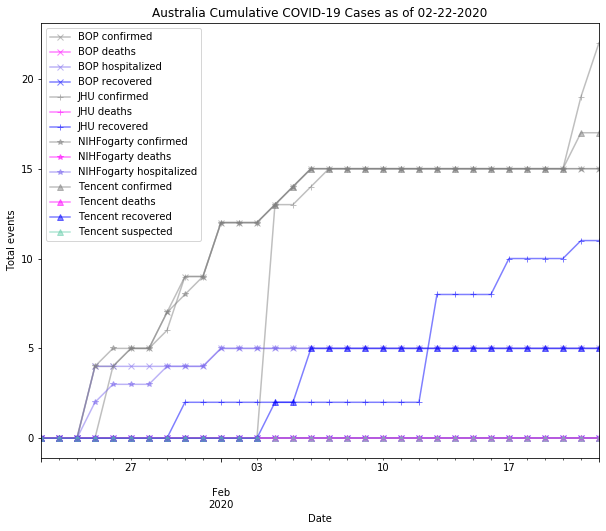 Australia Cumulative COVID-19 Cases as of 02-22-2020
BOP confirmed
BOP deaths
BOP hospitalized
BOP recovered
JHU confirmed
JHU deaths
JHU recovered
NIHFogarty confirmed
NIHFogarty deaths
NIHFogarty hospitalized
Tencent confirmed
Tencent deaths
Tencent recovered
Tencent suspected
Total events
20
15
10
5
0
27 03 10 17
Feb
2020
Date